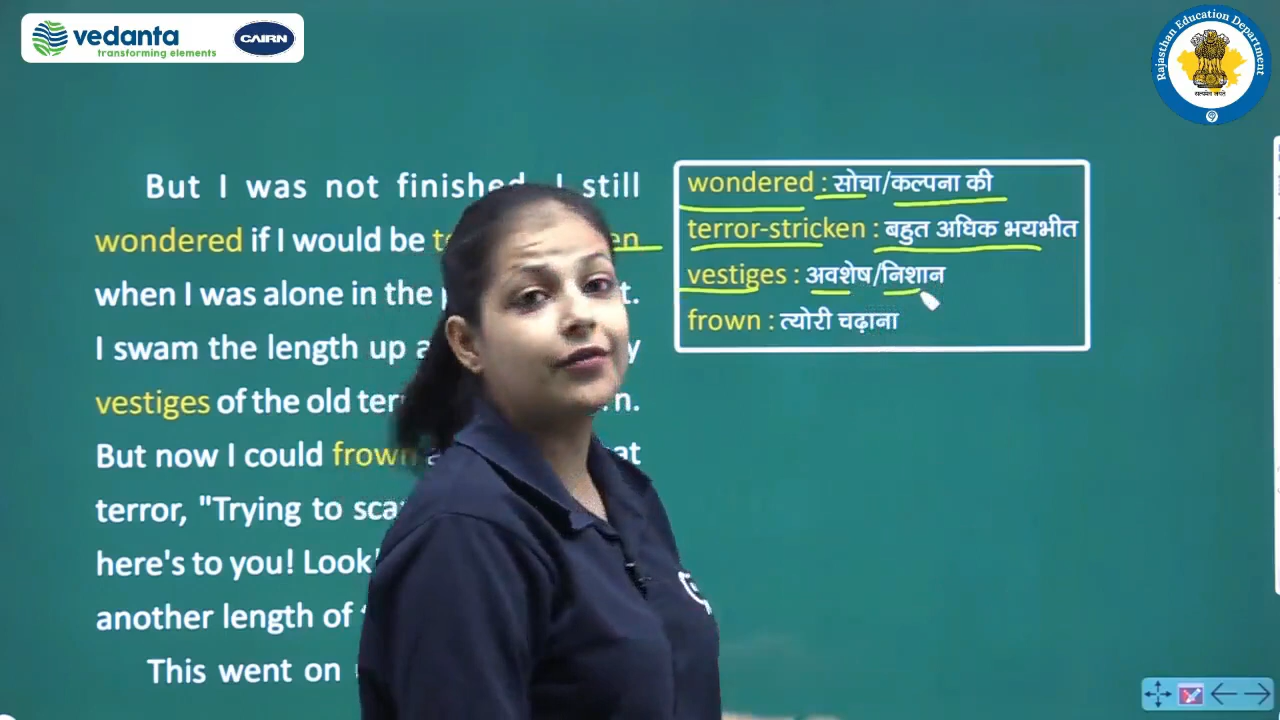 vedanta
transforming elements
CAIRN
Rajasthan Education Department
सत्यमेव जयते
But I was not finished. I still
wondered if I would be
when I was alone in the
I swam the length up
vestiges of the old
But now I could frown
terror, "Trying to
here's to you! Look
another length of
This went on
wondered : सोचा/कल्पना की
terror-stricken : बहुत अधिक भयभीत
vestiges : अवशेष/निशान
frown : त्योरी चढ़ाना